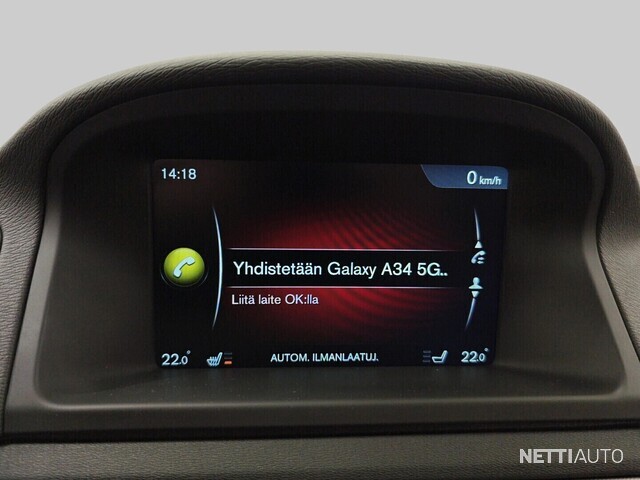 14:18
0 km/h
Yhdistetään Galaxy A34 5G..
Liitä laite OK:lla
22.0° AUTOM. ILMANLAATUJ. 22.0°
NETTIAUTO